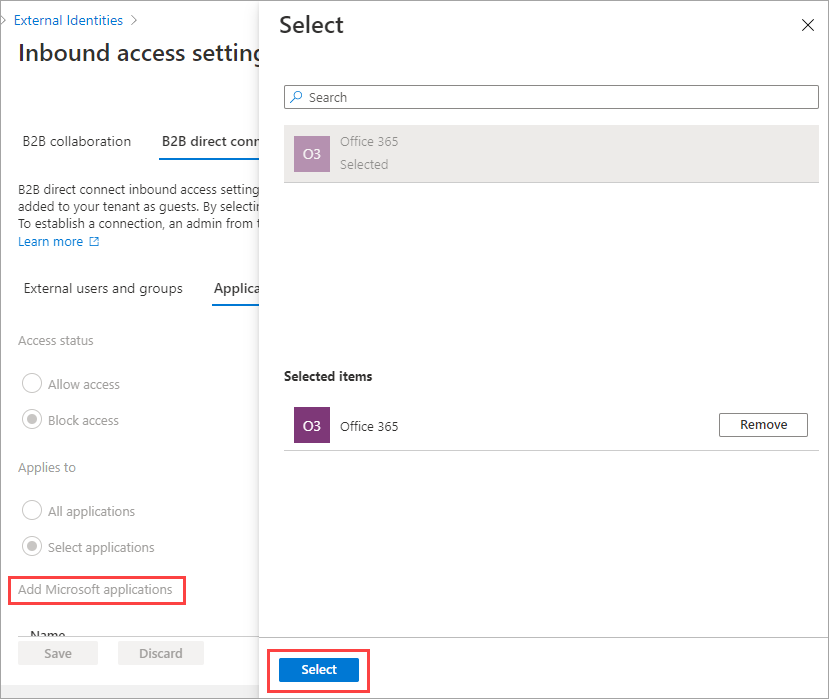 External Identities
Inbound access setting
B2B collaboration
B2B direct conn
B2B direct connect inbound access setting
added to your tenant as guests. By selectin
To establish a connection, an admin from t
Learn more
External users and groups
Applica
Access status
Allow access
Block access
Applies to
All applications
Select applications
Add Microsoft applications
Name
Save
Discard
Select
Search
O3
Office 365
Selected
Selected items
O3
Office 365
Remove
Select